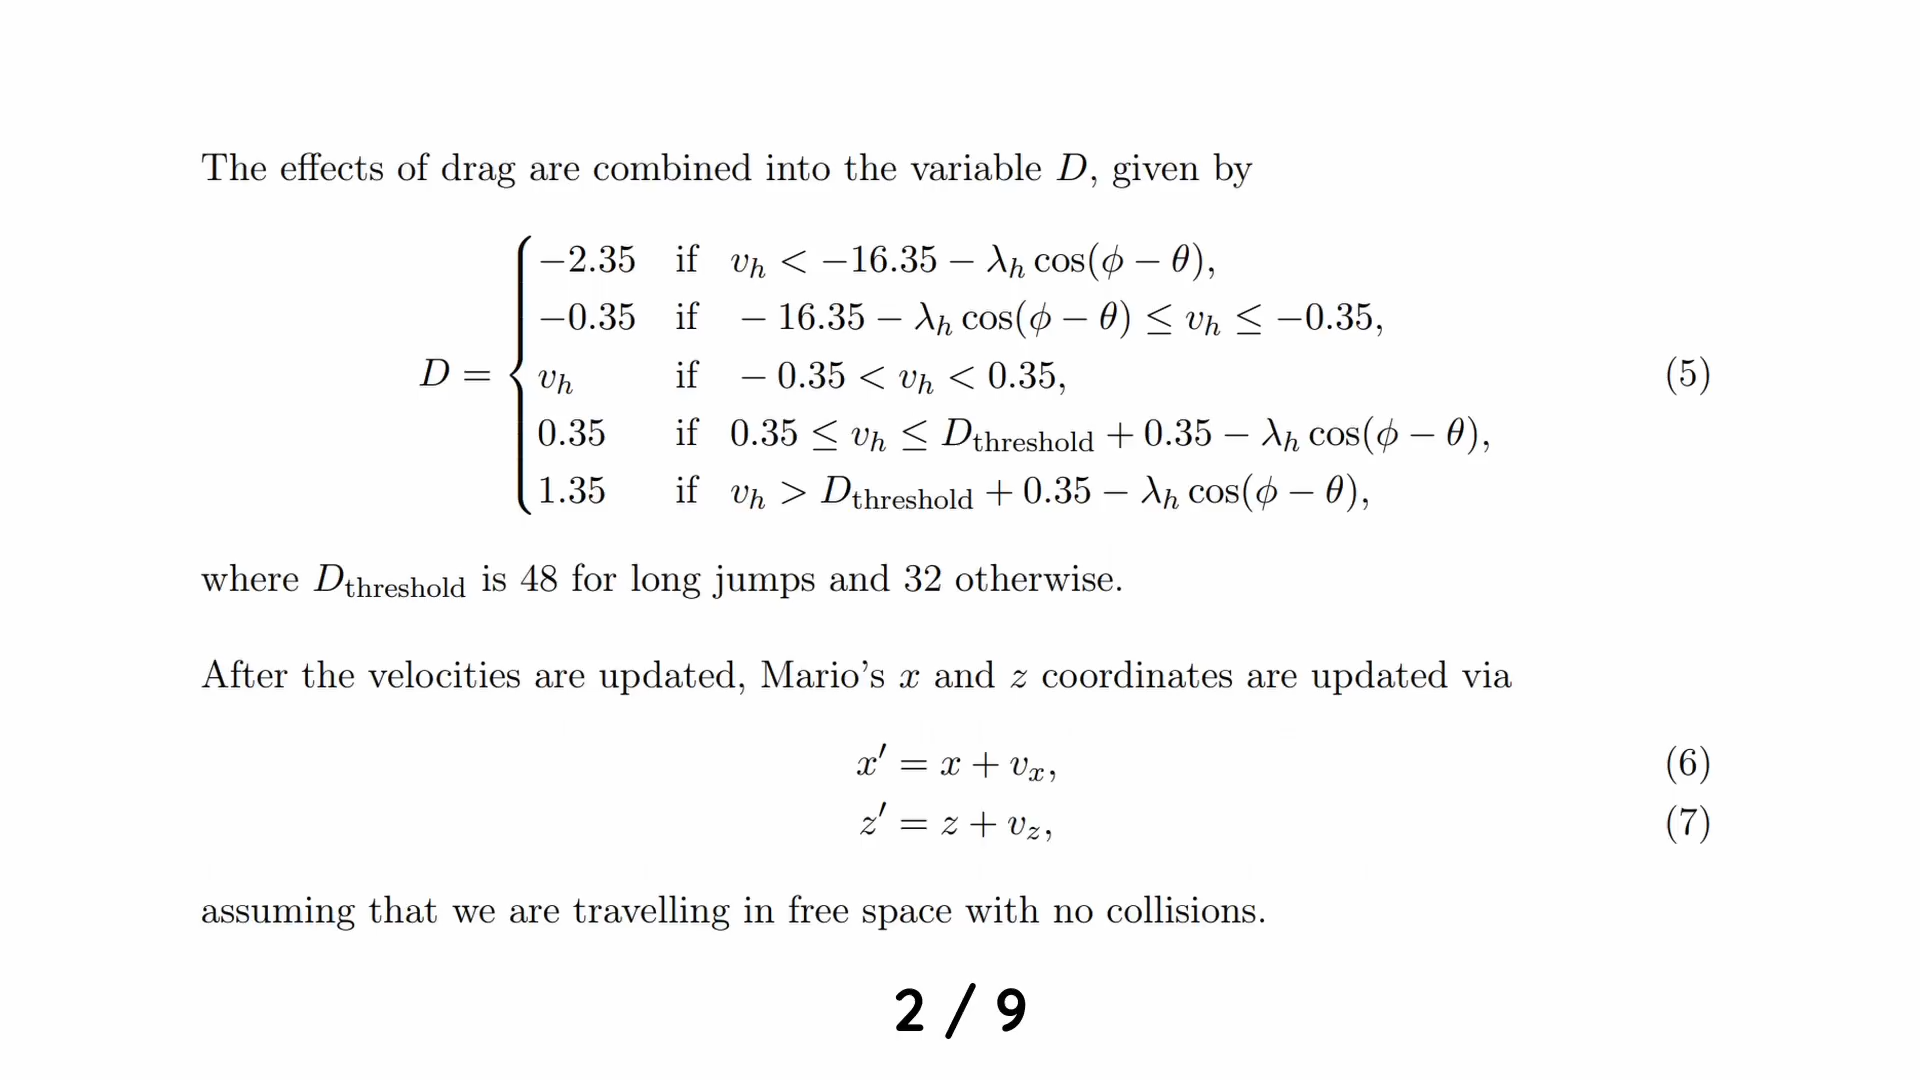 The effects of drag are combined into the variable D, given by
−2.35 if v_h < −16.35 − λ_h cos(ϕ − θ),
−0.35 if − 16.35 − λ_h cos(ϕ − θ) ≤ v_h ≤ −0.35,
D = { v_h if − 0.35 < v_h < 0.35, (5)
0.35 if 0.35 ≤ v_h ≤ D_threshold + 0.35 − λ_h cos(ϕ − θ),
1.35 if v_h > D_threshold + 0.35 − λ_h cos(ϕ − θ),
where D_threshold is 48 for long jumps and 32 otherwise.
After the velocities are updated, Mario's x and z coordinates are updated via
x′ = x + v_x, (6)
z′ = z + v_z, (7)
assuming that we are travelling in free space with no collisions.
2 / 9